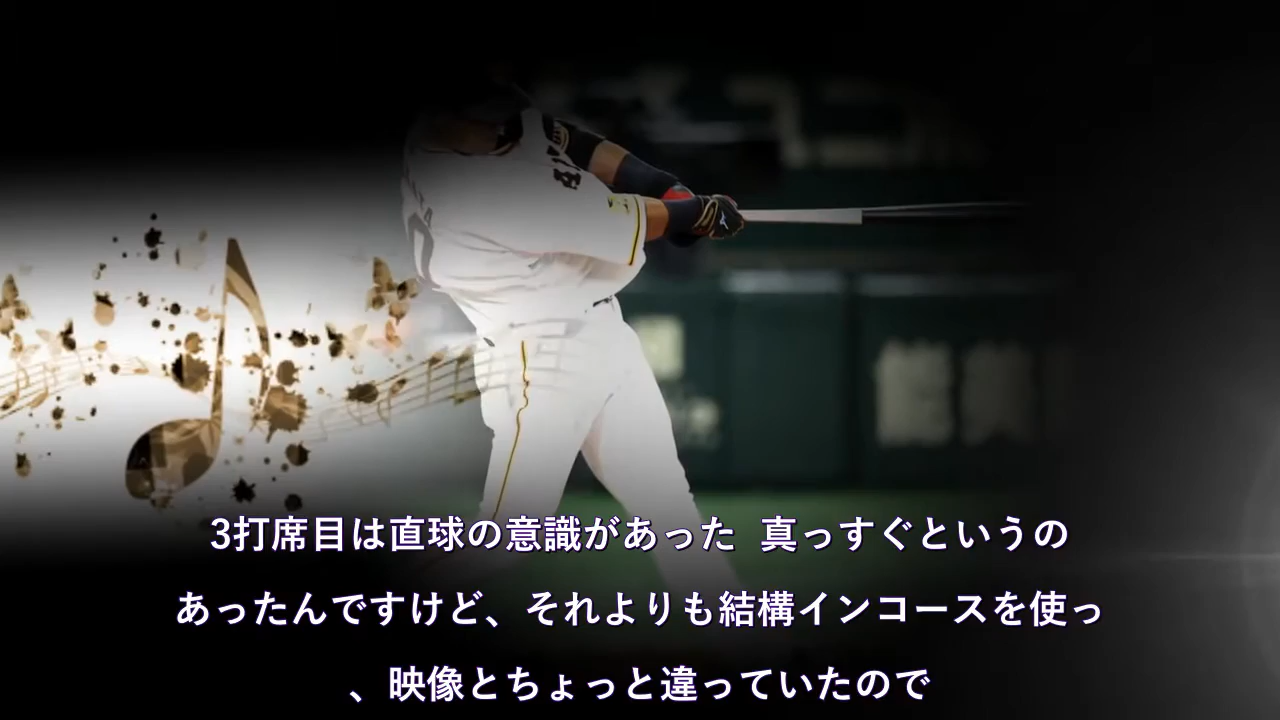 3打席目は直球の意識があった 真っすぐというの
あったんですけど、それよりも結構インコースを使っ
、映像とちょっと違っていたので